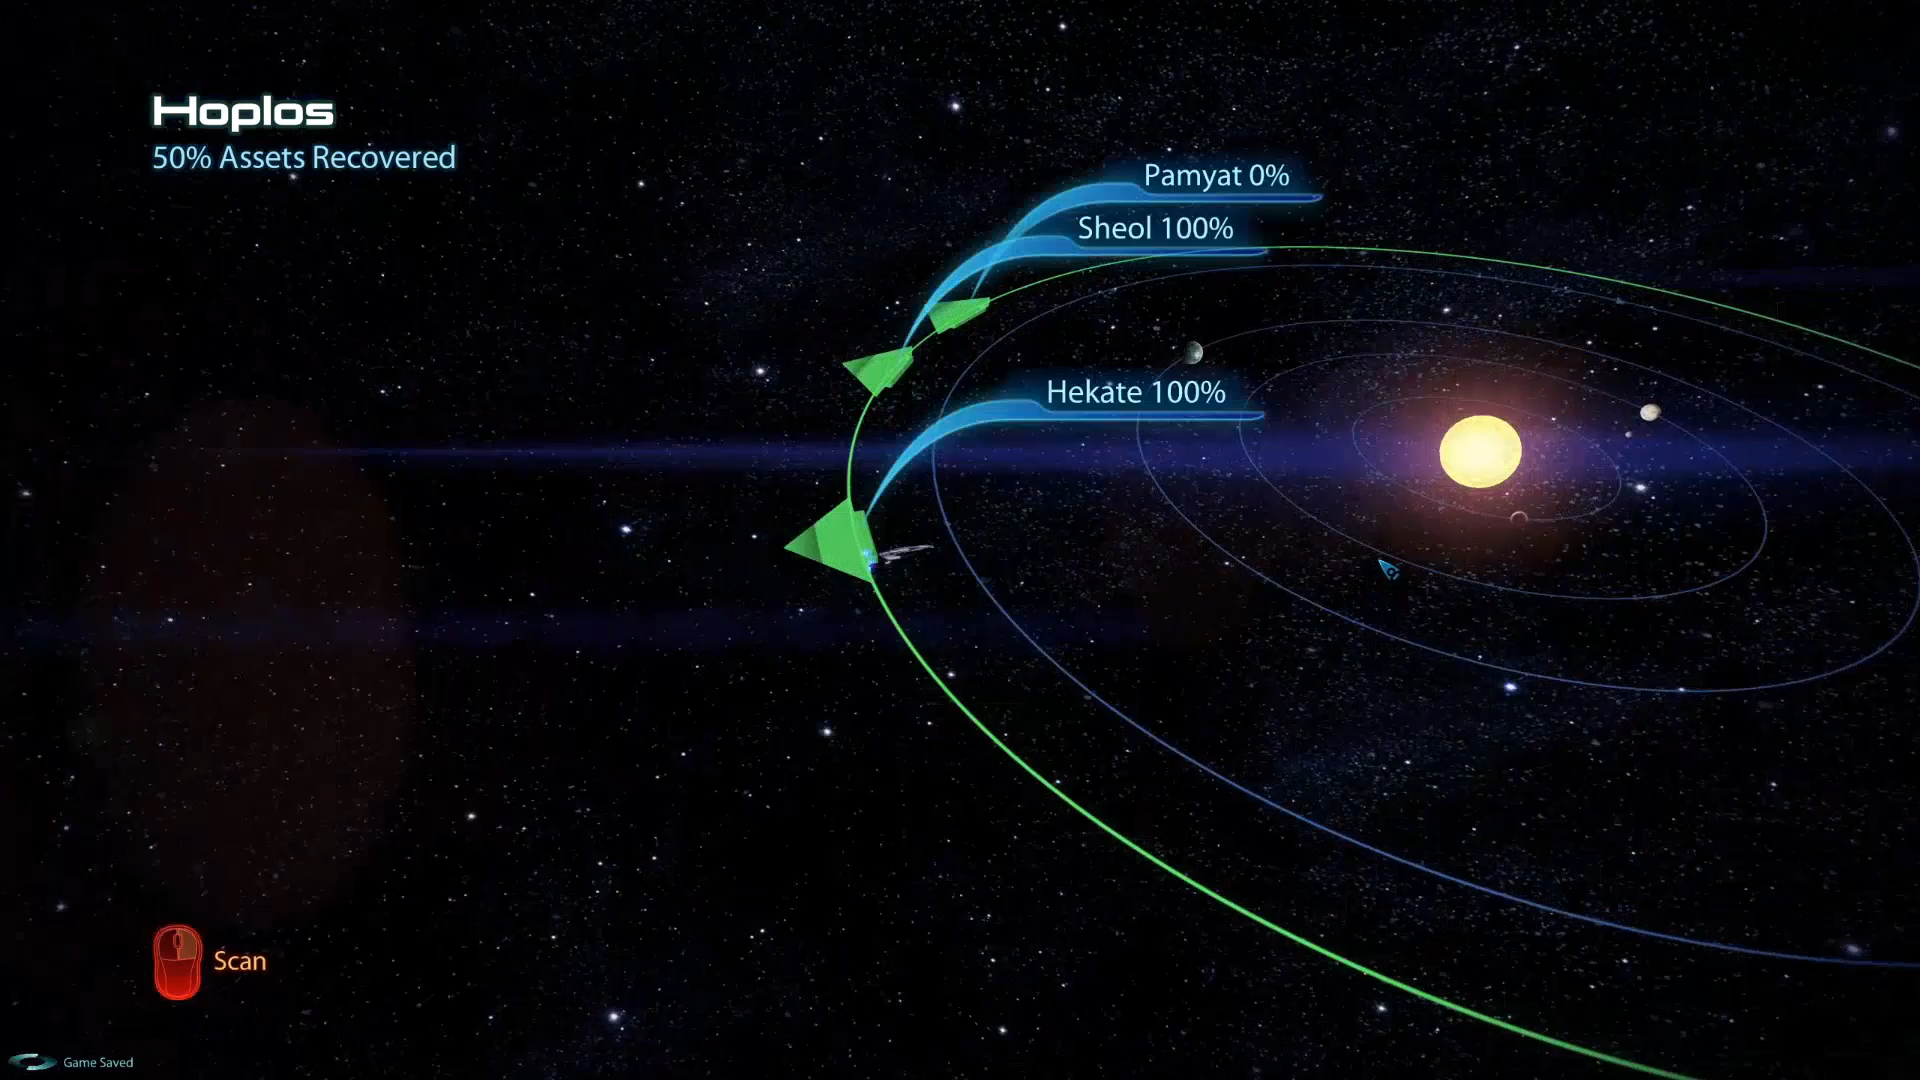 Hoplos
50% Assets Recovered
Pamyat 0%
Sheol 100%
Hekate 100%
Scan
Game Saved